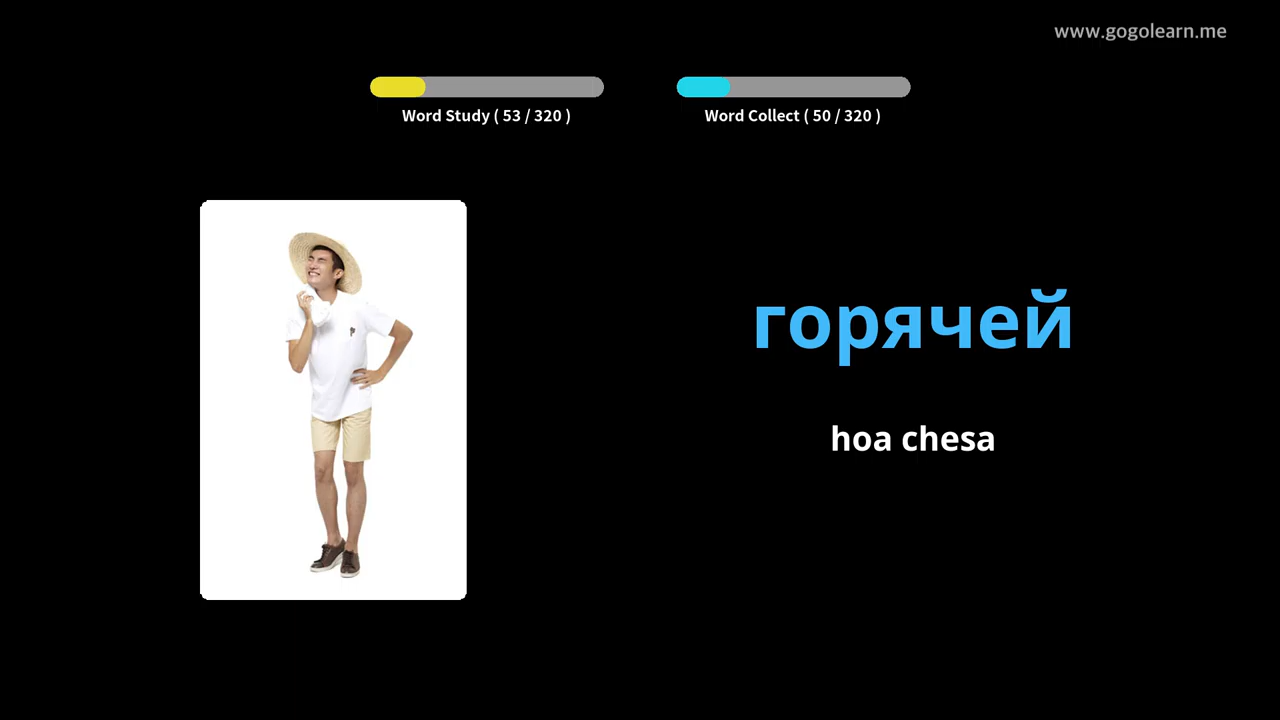 www.gogolearn.me
Word Study ( 53 / 320 )
Word Collect ( 50 / 320 )
горячей
hoa chesa